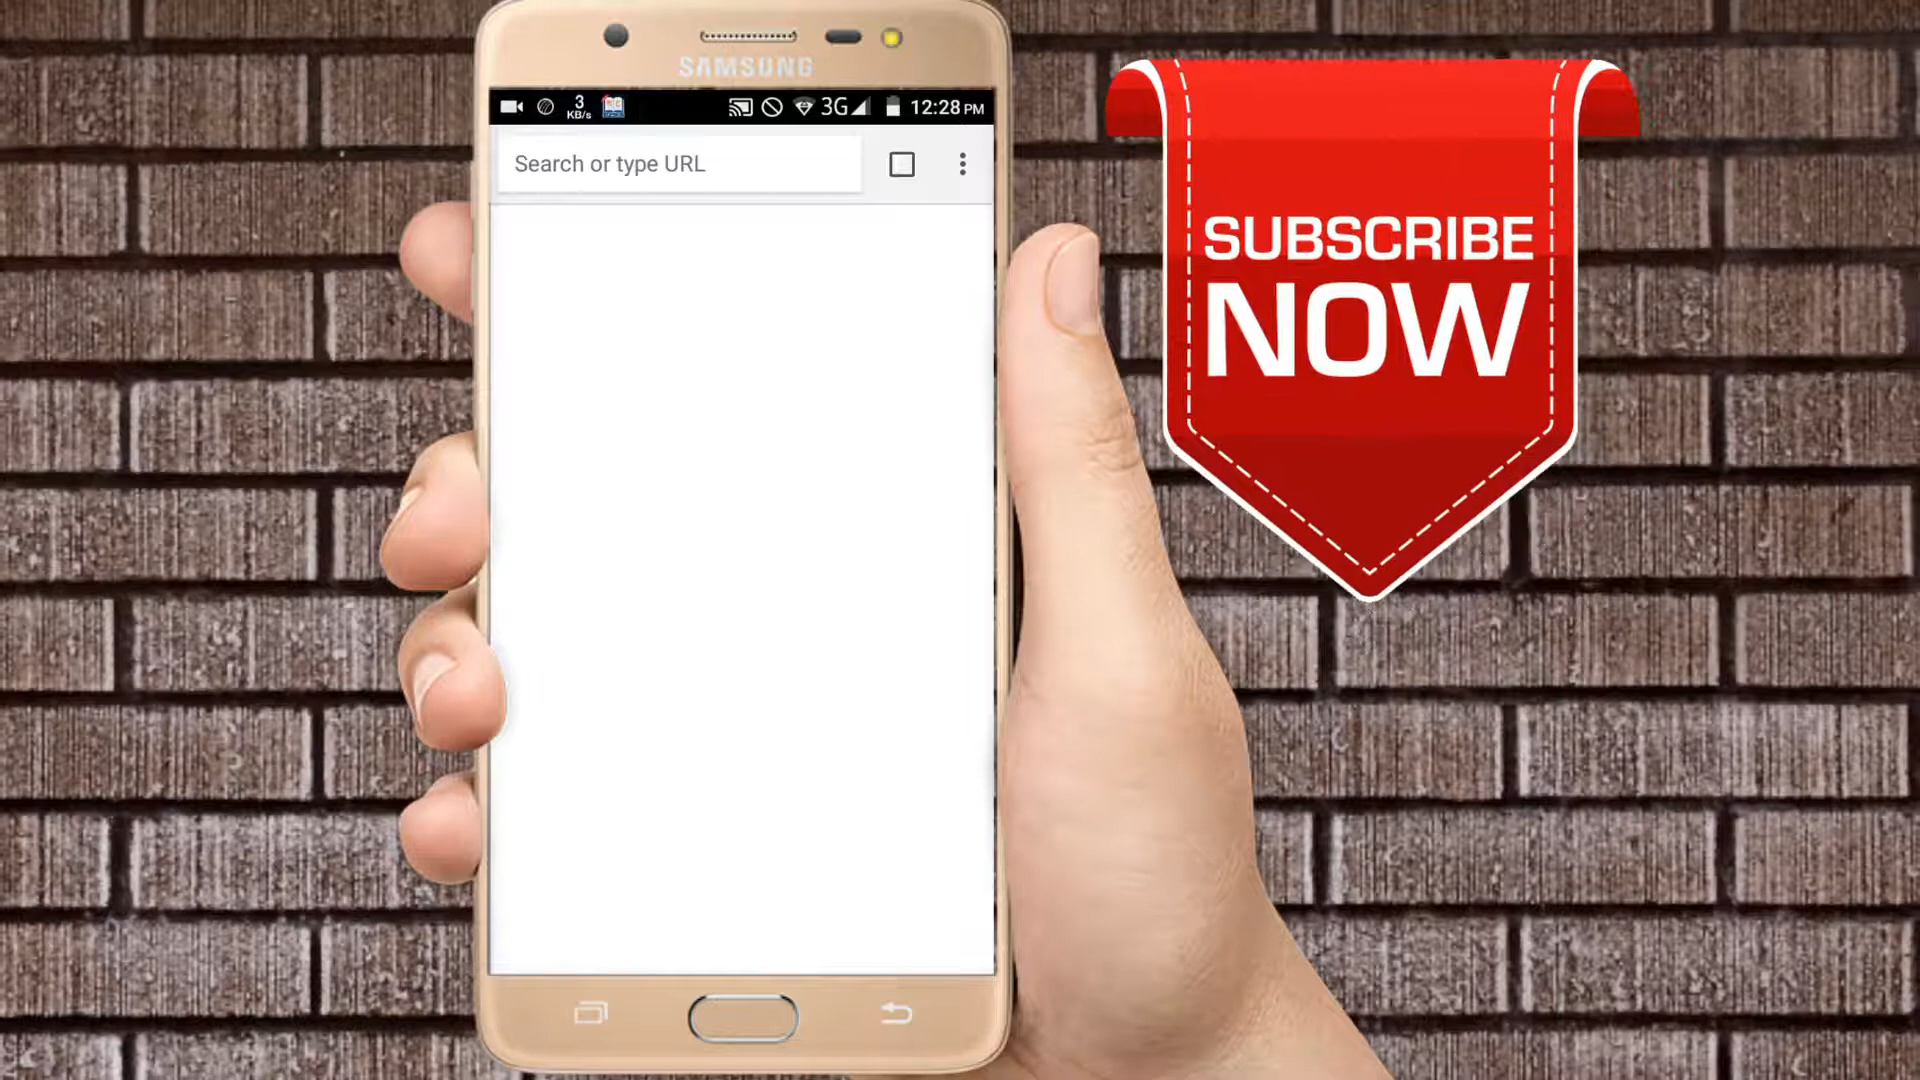 SAMSUNG
3
KB/s
3G
12:28 PM
Search or type URL
SUBSCRIBE
NOW